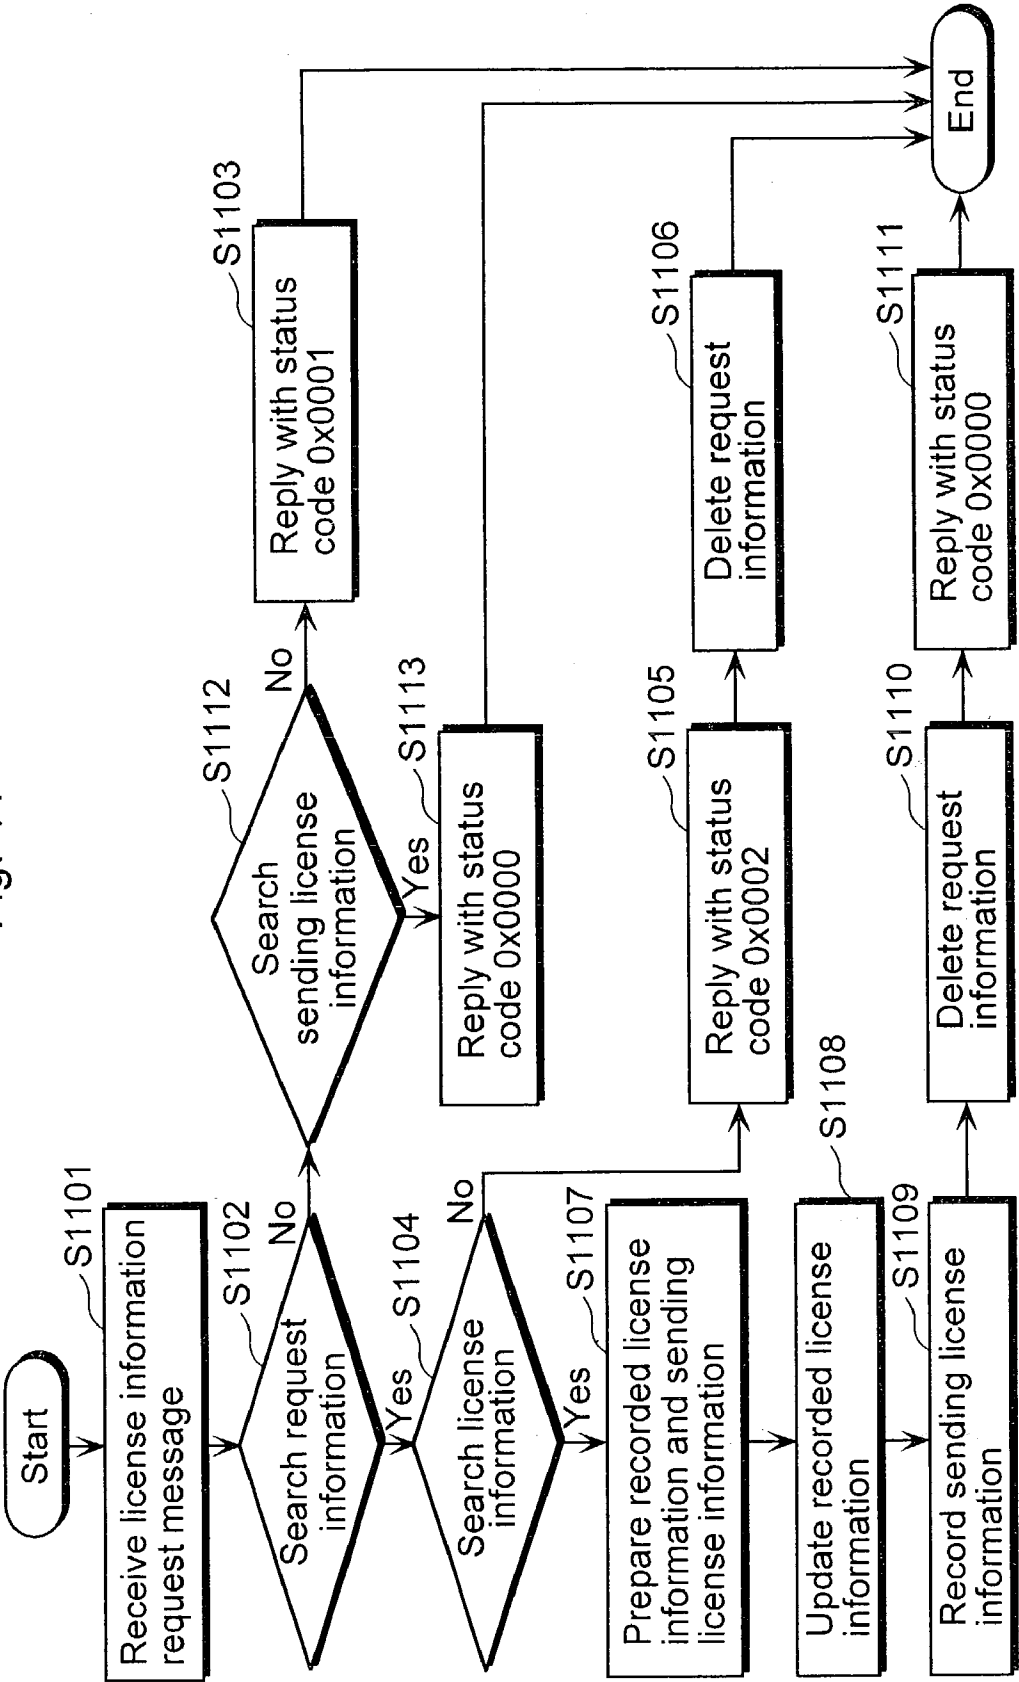 Start
S1101
Receive license information
request message
S1102
Search request
information
No
Yes
S1112
Search
sending license
information
No
Yes
S1103
Reply with status
code 0x0001
S1113
Reply with status
code 0x0000
S1104
Search license
information
No
Yes
S1105
Reply with status
code 0x0002
S1106
Delete request
information
S1107
Prepare recorded license
information and sending
license information
S1108
Update recorded license
information
S1109
Record sending license
information
S1110
Delete request
information
S1111
Reply with status
code 0x0000
End